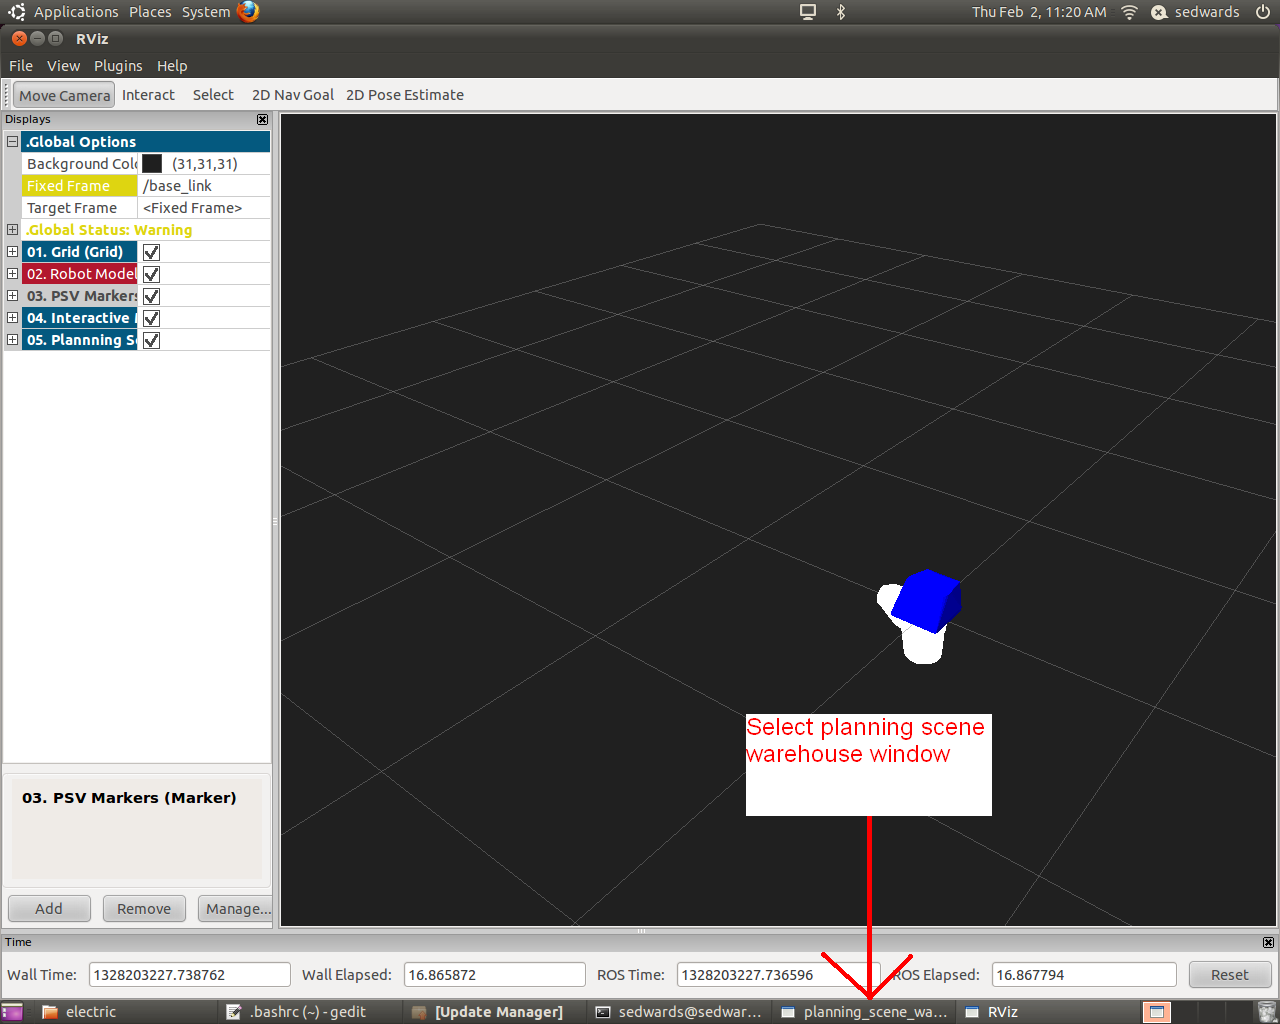 Applications Places System Thu Feb 2, 11:20 AM sedwards
RViz
File View Plugins Help
Move Camera Interact Select 2D Nav Goal 2D Pose Estimate
Displays
.Global Options
Background Colo (31,31,31)
Fixed Frame /base_link
Target Frame <Fixed Frame>
.Global Status: Warning
01. Grid (Grid)
02. Robot Model
03. PSV Markers
04. Interactive
05. Plannning S
Select planning scene
warehouse window
03. PSV Markers (Marker)
Add Remove Manage...
Time
Wall Time: 1328203227.738762 Wall Elapsed: 16.865872 ROS Time: 1328203227.736596 ROS Elapsed: 16.867794 Reset
electric .bashrc (~) - gedit [Update Manager] sedwards@sedwar... planning_scene_wa... RViz